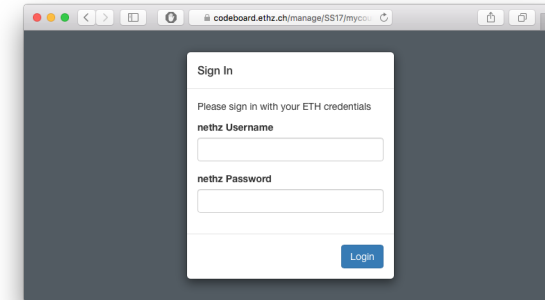 codeboard.ethz.ch/manage/SS17/myco
Sign In
Please sign in with your ETH credentials
nethz Username
nethz Password
Login